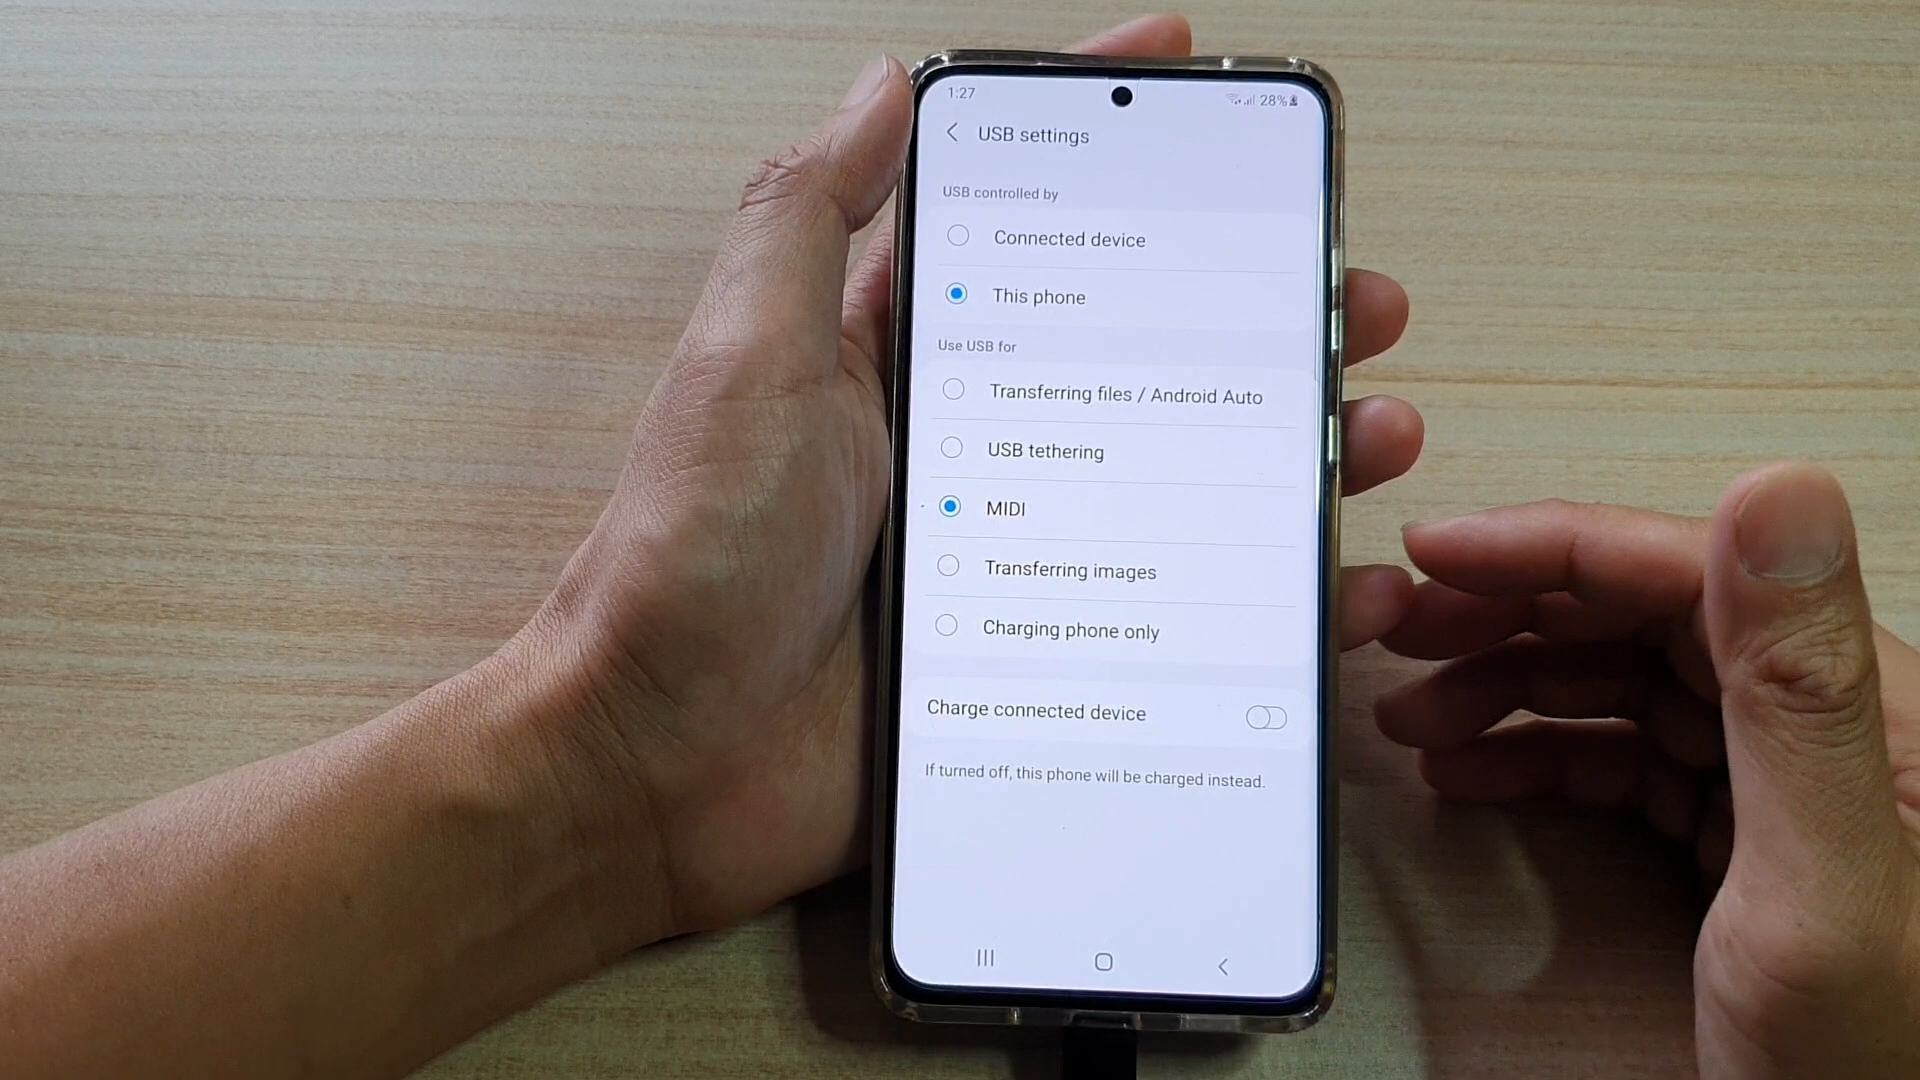 1:27
28%
USB settings
USB controlled by
Connected device
This phone
Use USB for
Transferring files / Android Auto
USB tethering
MIDI
Transferring images
Charging phone only
Charge connected device
If turned off, this phone will be charged instead.